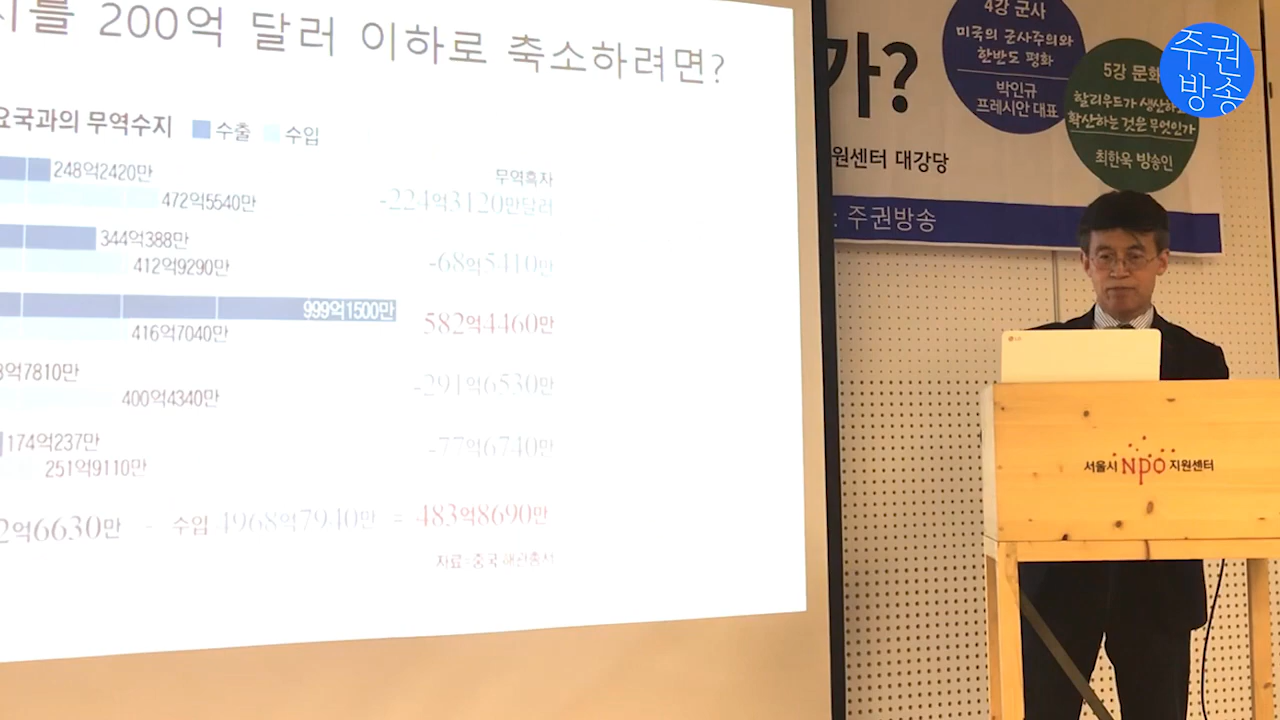 200억 달러 이하로 축소하려면?
무역수지 수출 수입
248억2420만
472억5540만
무역흑자
-224억3120만달러
344억388만
412억9290만
-68억5410만
999억1500만
416억7040만
582억4460만
7810만
400억4340만
-291억6530만
174억237만
251억9110만
-77억6740만
억6630만 - 수입 4968억7940만 = 483억8690만
자료:중국 해관총서
가?
4강 군사
미국의 군사주의와
한반도 평화
박인규
프레시안 대표
5강 문화
할리우드가 생산하고
확산하는 것은 무엇인가
최한욱 방송인
주권
방송
원센터 대강당
: 주권방송
LG
서울시 npo 지원센터